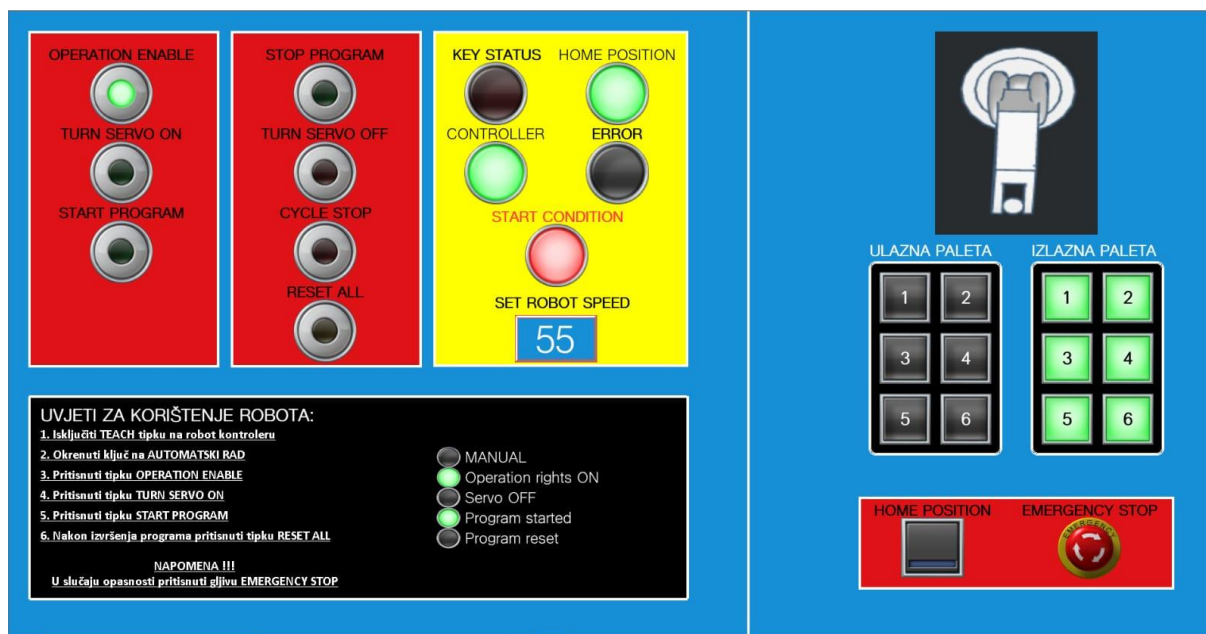 OPERATION ENABLE
TURN SERVO ON
START PROGRAM
STOP PROGRAM
TURN SERVO OFF
CYCLE STOP
RESET ALL
KEY STATUS HOME POSITION
CONTROLLER ERROR
START CONDITION
SET ROBOT SPEED
55
UVJETI ZA KORIŠTENJE ROBOTA:
1. Isključiti TEACH tipku na robot kontroleru
2. Okrenuti ključ na AUTOMATSKI RAD
3. Pritisnuti tipku OPERATION ENABLE
4. Pritisnuti tipku TURN SERVO ON
5. Pritisnuti tipku START PROGRAM
6. Nakon izvršenja programa pritisnuti tipku RESET ALL
NAPOMENA !!!
U slučaju opasnosti pritisnuti gljivu EMERGENCY STOP
MANUAL
Operation rights ON
Servo OFF
Program started
Program reset
ULAZNA PALETA
1 2
3 4
5 6
IZLAZNA PALETA
1 2
3 4
5 6
HOME POSITION
EMERGENCY STOP
EMERGENCY